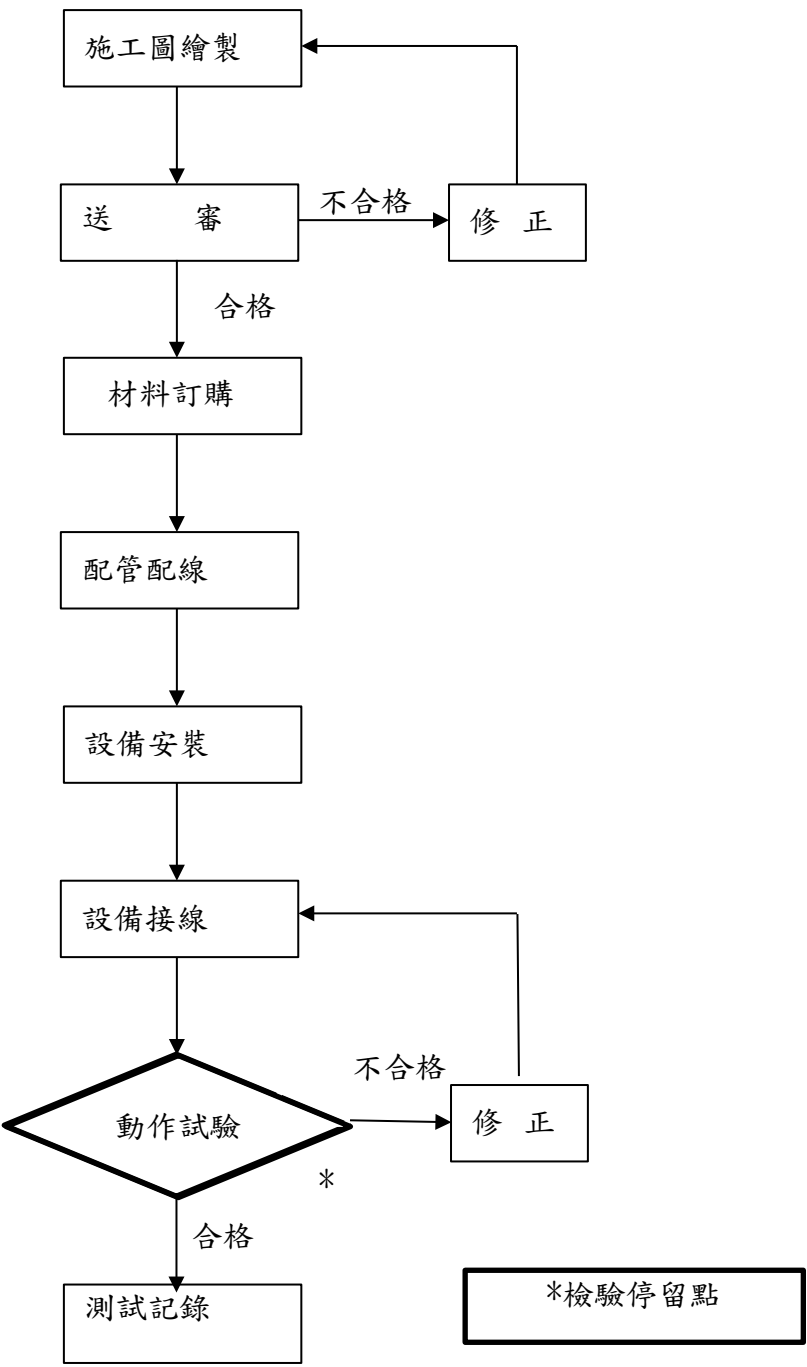 施工圖繪製
送 審
不合格
修 正
合格
材料訂購
配管配線
設備安裝
設備接線
不合格
動作試驗
修 正
*
合格
測試記錄
*檢驗停留點